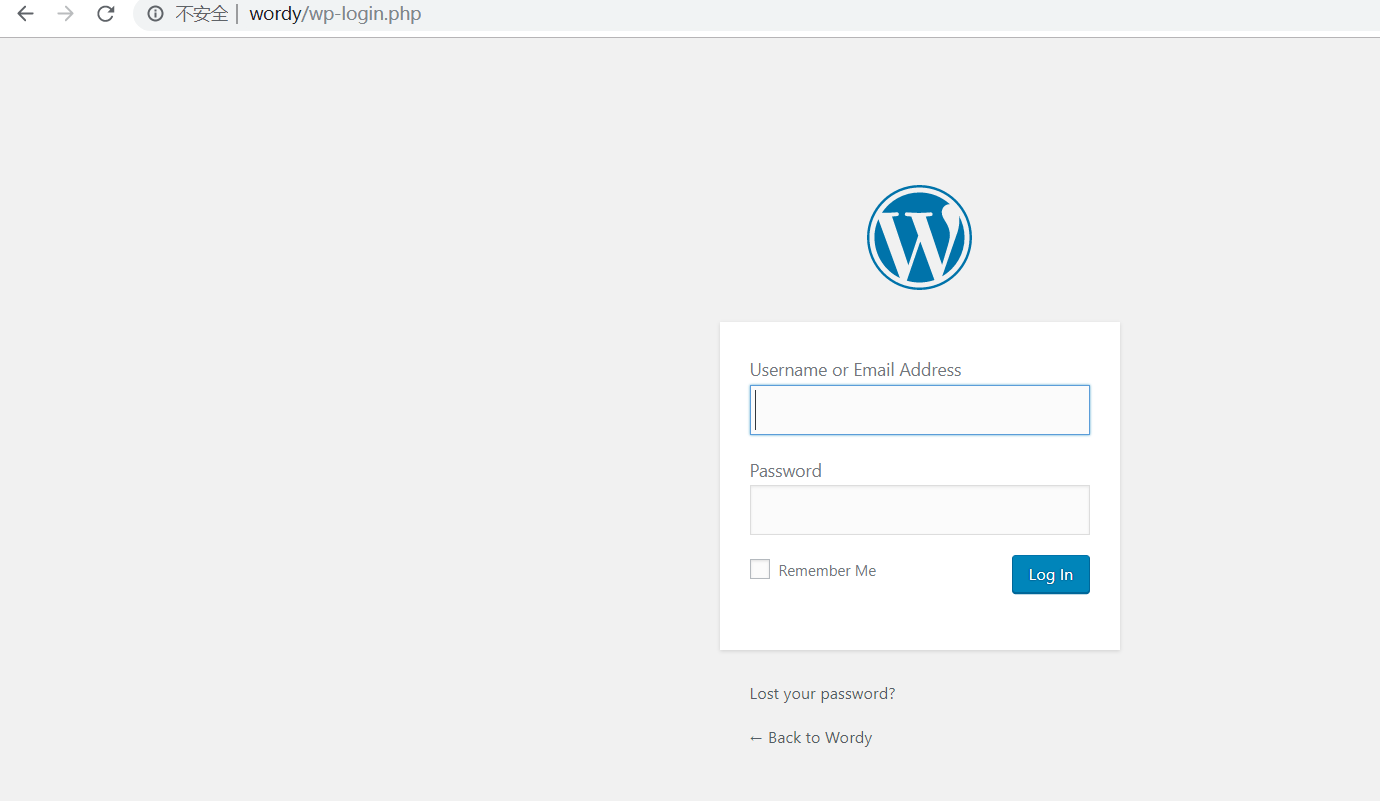 不安全 | wordy/wp-login.php
Username or Email Address
Password
Remember Me
Log In
Lost your password?
← Back to Wordy